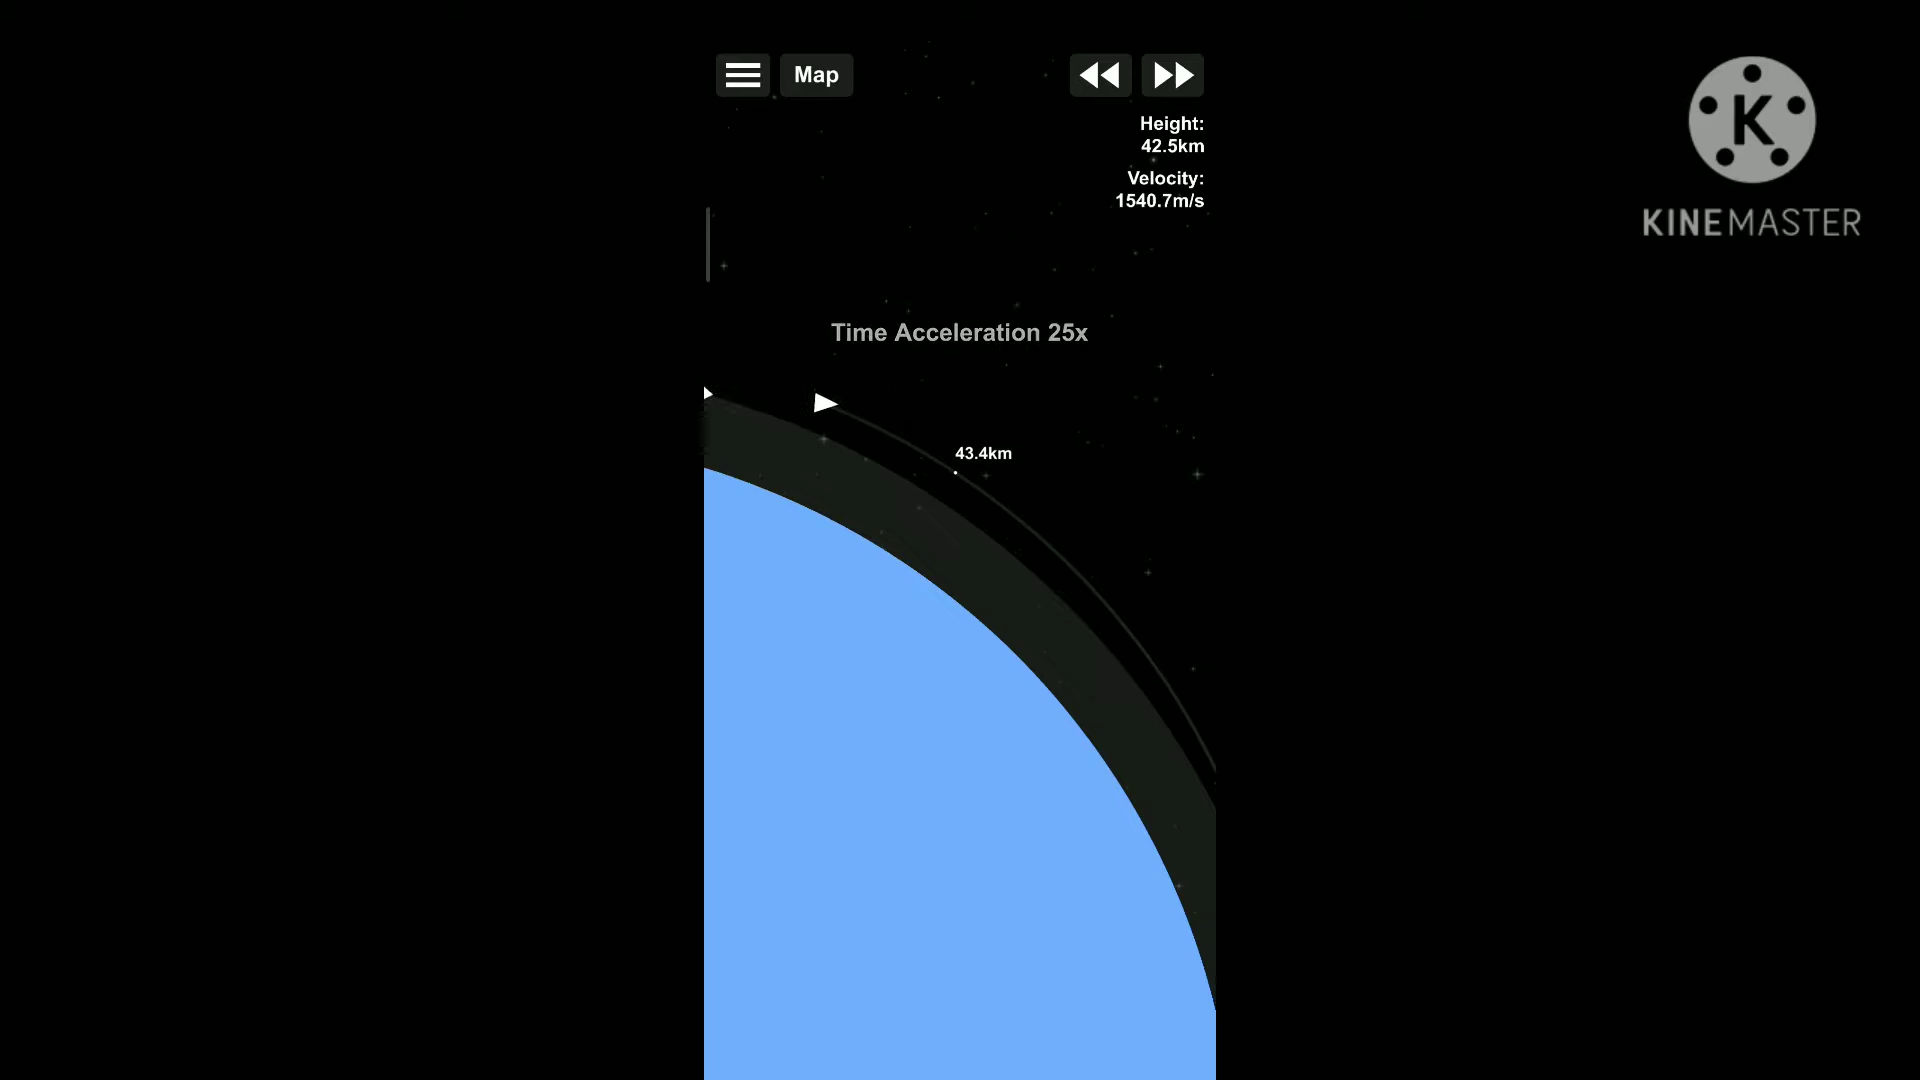 Map
Height:
42.5km
Velocity:
1540.7m/s
Time Acceleration 25x
43.4km
K
KINEMASTER